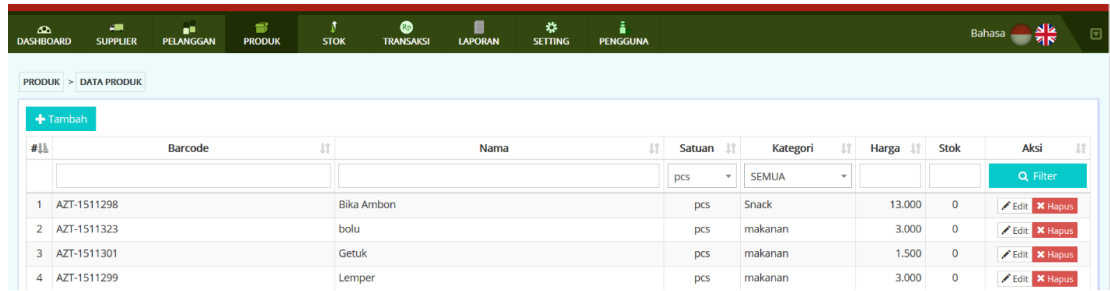 DASHBOARD SUPPLIER PELANGGAN PRODUK STOK Rp TRANSAKSI LAPORAN SETTING PENGGUNA Bahasa
PRODUK > DATA PRODUK
Tambah
# Barcode Nama Satuan Kategori Harga Stok Aksi
pcs SEMUA Filter
1 AZT-1511298 Bika Ambon pcs Snack 13.000 0 Edit Hapus
2 AZT-1511323 bolu pcs makanan 3.000 0 Edit Hapus
3 AZT-1511301 Getuk pcs makanan 1.500 0 Edit Hapus
4 AZT-1511299 Lemper pcs makanan 3.000 0 Edit Hapus